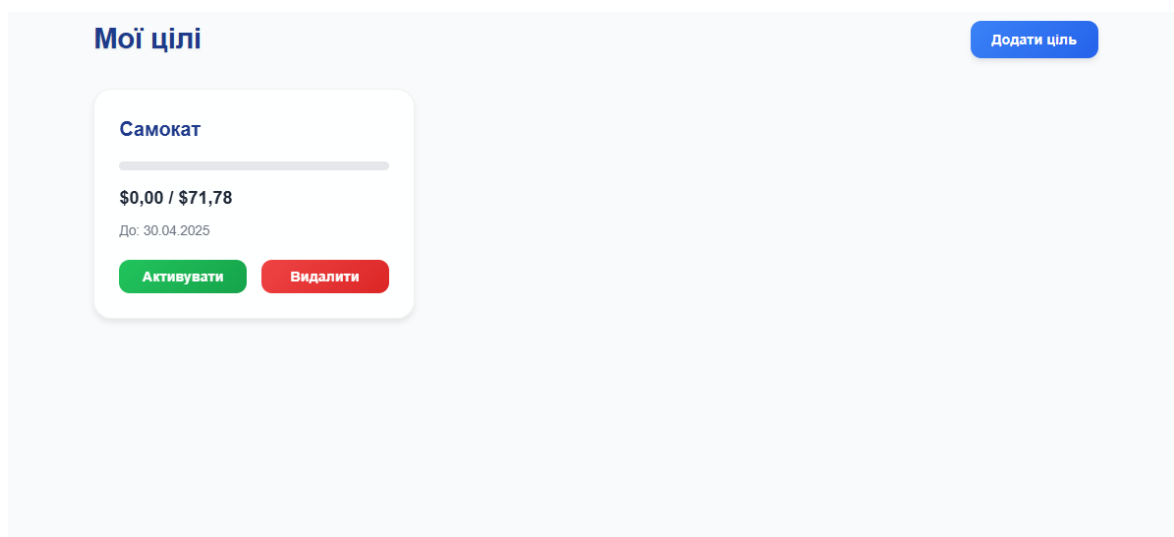 Мої цілі
Додати ціль
Самокат
$0,00 / $71,78
До: 30.04.2025
Активувати
Видалити